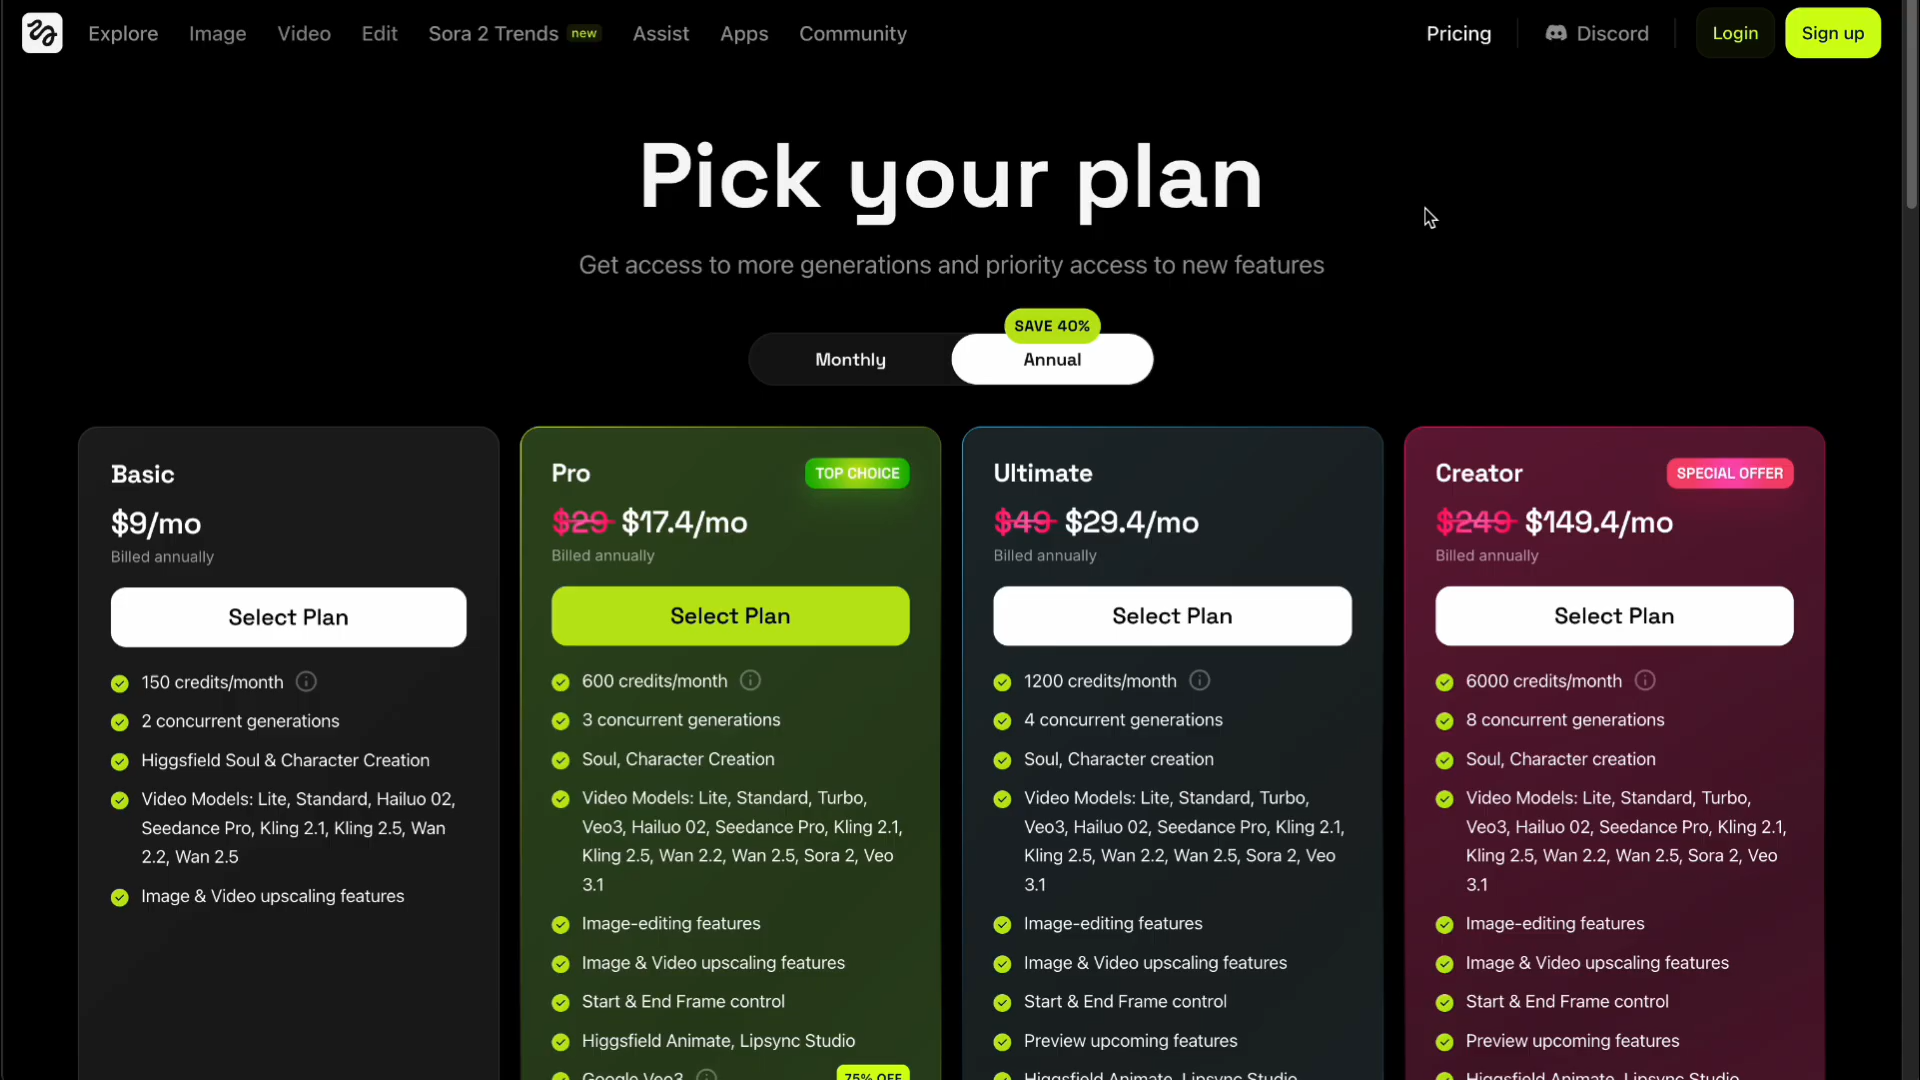 Explore Image Video Edit Sora 2 Trends new Assist Apps Community Pricing Discord Login Sign up
Pick your plan
Get access to more generations and priority access to new features
SAVE 40%
Monthly Annual
Basic
$9/mo
Billed annually
Select Plan
150 credits/month
2 concurrent generations
Higgsfield Soul & Character Creation
Video Models: Lite, Standard, Hailuo 02,
Seedance Pro, Kling 2.1, Kling 2.5, Wan
2.2, Wan 2.5
Image & Video upscaling features
Pro TOP CHOICE
$29 $17.4/mo
Billed annually
Select Plan
600 credits/month
3 concurrent generations
Soul, Character Creation
Video Models: Lite, Standard, Turbo,
Veo3, Hailuo 02, Seedance Pro, Kling 2.1,
Kling 2.5, Wan 2.2, Wan 2.5, Sora 2, Veo
3.1
Image-editing features
Image & Video upscaling features
Start & End Frame control
Higgsfield Animate, Lipsync Studio
Google Veo3 75% OFF
Ultimate
$49 $29.4/mo
Billed annually
Select Plan
1200 credits/month
4 concurrent generations
Soul, Character creation
Video Models: Lite, Standard, Turbo,
Veo3, Hailuo 02, Seedance Pro, Kling 2.1,
Kling 2.5, Wan 2.2, Wan 2.5, Sora 2, Veo
3.1
Image-editing features
Image & Video upscaling features
Start & End Frame control
Preview upcoming features
Higgsfield Animate, Lipsync Studio
Creator SPECIAL OFFER
$249 $149.4/mo
Billed annually
Select Plan
6000 credits/month
8 concurrent generations
Soul, Character creation
Video Models: Lite, Standard, Turbo,
Veo3, Hailuo 02, Seedance Pro, Kling 2.1,
Kling 2.5, Wan 2.2, Wan 2.5, Sora 2, Veo
3.1
Image-editing features
Image & Video upscaling features
Start & End Frame control
Preview upcoming features
Higgsfield Animate, Lipsync Studio